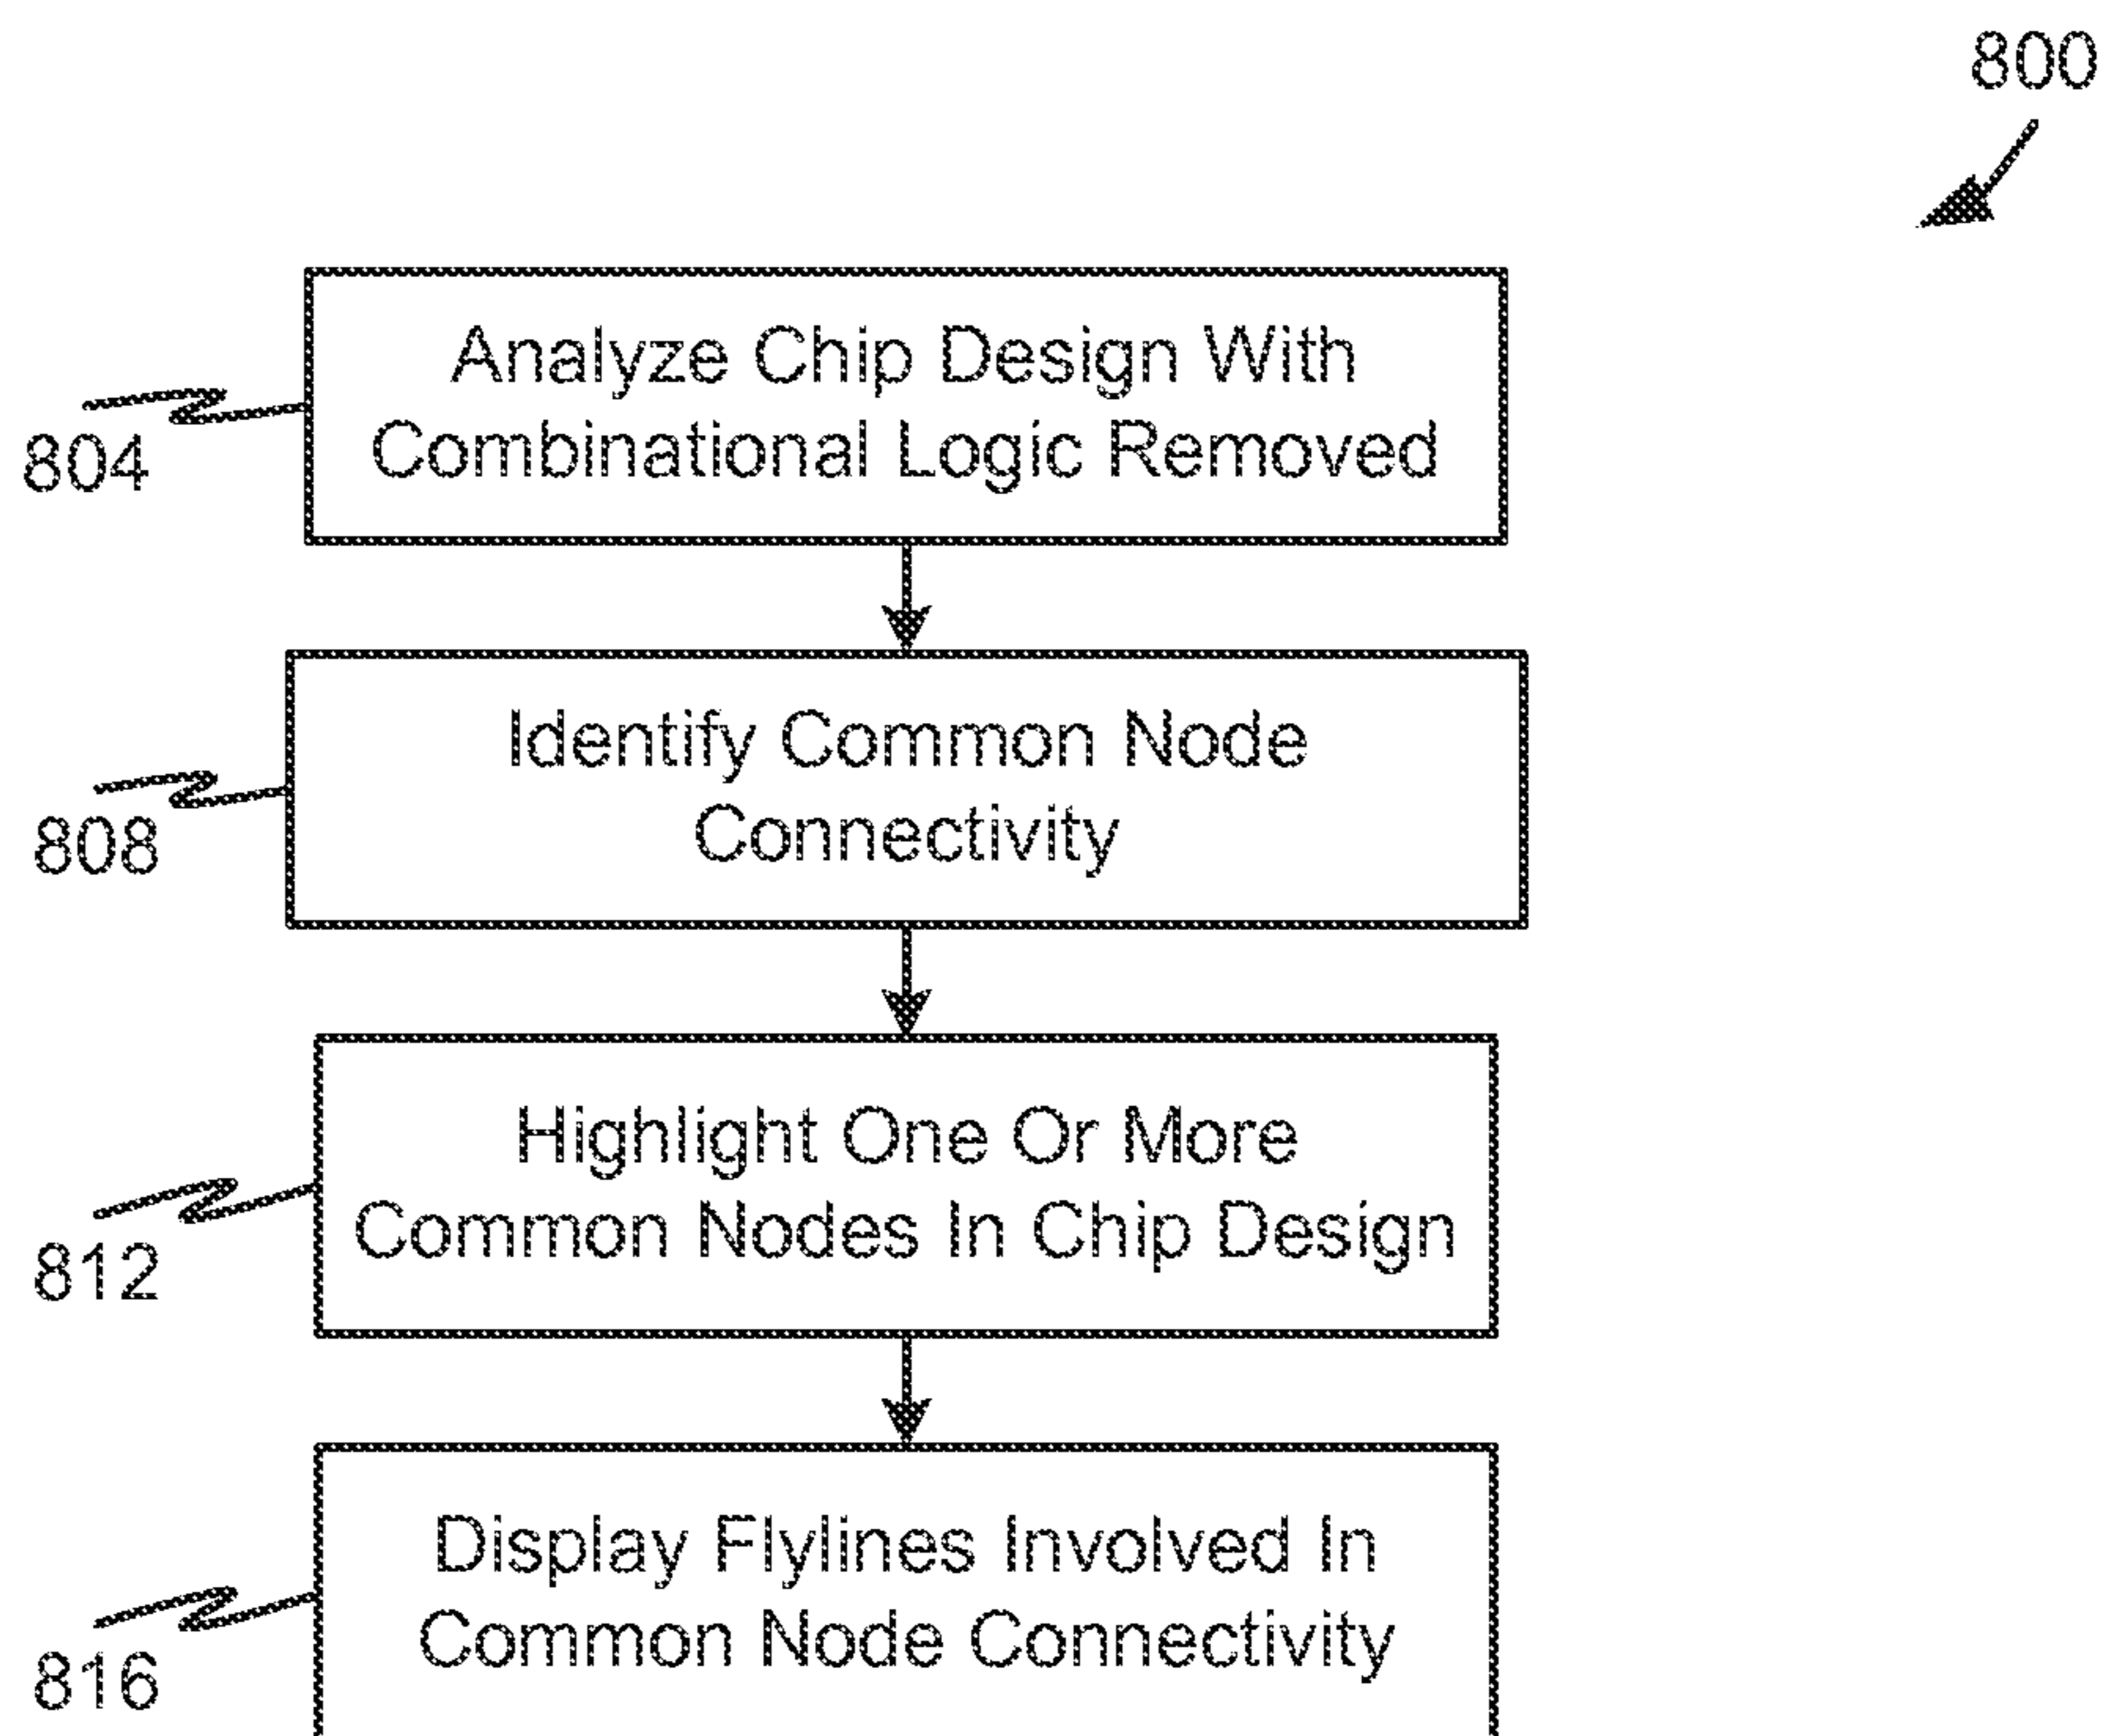 800
Analyze Chip Design With
Combinational Logic Removed
804
Identify Common Node
Connectivity
808
Highlight One Or More
Common Nodes In Chip Design
812
Display Flylines Involved In
Common Node Connectivity
816